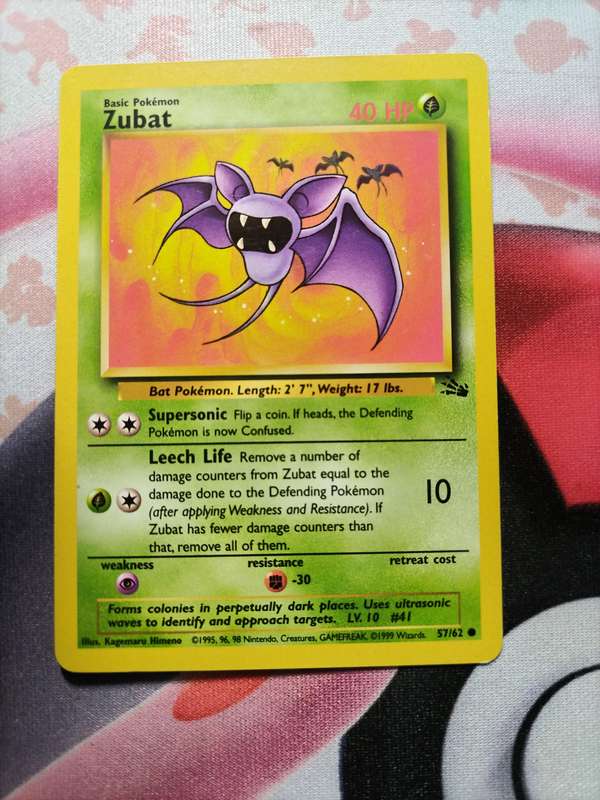 Basic Pokémon
Zubat
40 HP
Bat Pokémon. Length: 2' 7", Weight: 17 lbs.
Supersonic Flip a coin. If heads, the Defending
Pokémon is now Confused.
Leech Life Remove a number of
damage counters from Zubat equal to the
damage done to the Defending Pokémon
(after applying Weakness and Resistance). If
Zubat has fewer damage counters than
that, remove all of them.
10
weakness resistance retreat cost
-30
Forms colonies in perpetually dark places. Uses ultrasonic
waves to identify and approach targets. LV. 10 #41
Illus. Kagemaru Himeno ©1995, 96, 98 Nintendo, Creatures, GAMEFREAK. ©1999 Wizards. 57/62